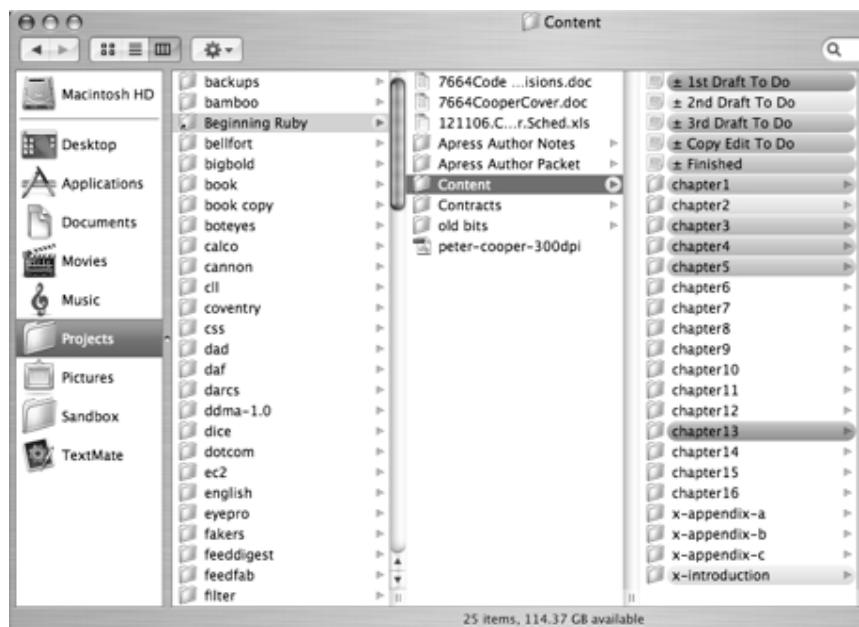 Content
Macintosh HD
Desktop
Applications
Documents
Movies
Music
Projects
Pictures
Sandbox
TextMate
backups
bamboo
Beginning Ruby
bellfort
bigbold
book
book copy
boteyes
calco
cannon
cll
coventry
css
dad
daf
darcs
ddma-1.0
dice
dotcom
ec2
english
eyepro
fakers
feeddigest
feedfab
filter
7664Code ...isions.doc
7664CooperCover.doc
121106.C...r.Sched.xls
Apress Author Notes
Apress Author Packet
Content
Contracts
old bits
peter-cooper-300dpi
± 1st Draft To Do
± 2nd Draft To Do
± 3rd Draft To Do
± Copy Edit To Do
± Finished
chapter1
chapter2
chapter3
chapter4
chapter5
chapter6
chapter7
chapter8
chapter9
chapter10
chapter11
chapter12
chapter13
chapter14
chapter15
chapter16
x-appendix-a
x-appendix-b
x-appendix-c
x-introduction
25 items, 114.37 GB available